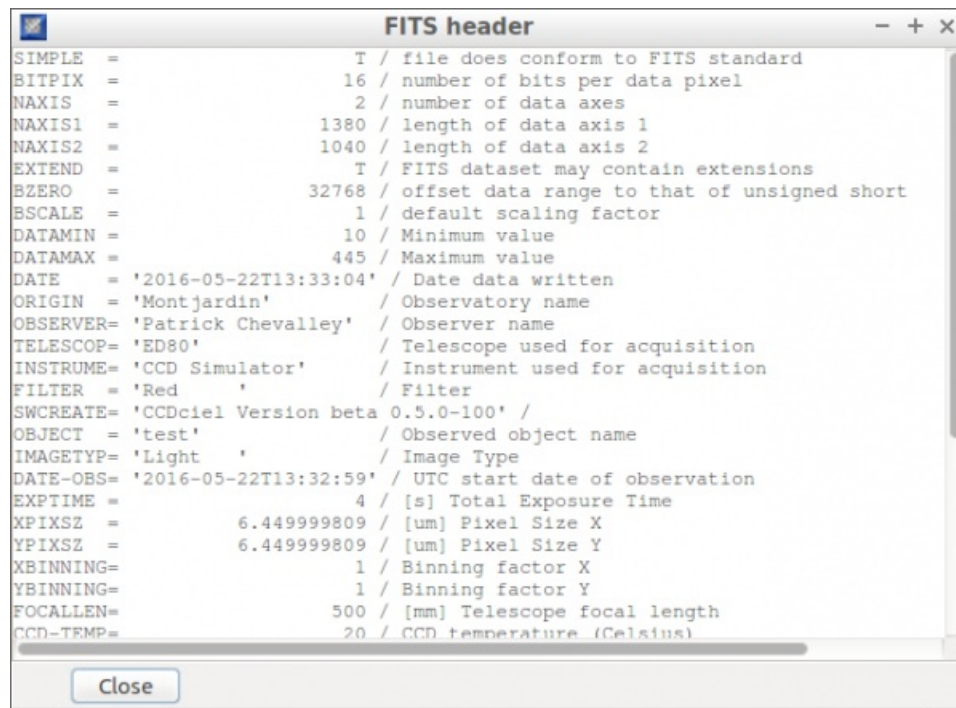 FITS header
SIMPLE  =                    T / file does conform to FITS standard
BITPIX  =                   16 / number of bits per data pixel
NAXIS   =                    2 / number of data axes
NAXIS1  =                 1380 / length of data axis 1
NAXIS2  =                 1040 / length of data axis 2
EXTEND  =                    T / FITS dataset may contain extensions
BZERO   =                32768 / offset data range to that of unsigned short
BSCALE  =                    1 / default scaling factor
DATAMIN =                   10 / Minimum value
DATAMAX =                  445 / Maximum value
DATE    = '2016-05-22T13:33:04' / Date data written
ORIGIN  = 'Montjardin'         / Observatory name
OBSERVER= 'Patrick Chevalley'  / Observer name
TELESCOP= 'ED80'               / Telescope used for acquisition
INSTRUME= 'CCD Simulator'      / Instrument used for acquisition
FILTER  = 'Red     '           / Filter
SWCREATE= 'CCDciel Version beta 0.5.0-100' /
OBJECT  = 'test'               / Observed object name
IMAGETYP= 'Light   '           / Image Type
DATE-OBS= '2016-05-22T13:32:59' / UTC start date of observation
EXPTIME =                    4 / [s] Total Exposure Time
XPIXSZ  =          6.449999809 / [um] Pixel Size X
YPIXSZ  =          6.449999809 / [um] Pixel Size Y
XBINNING=                    1 / Binning factor X
YBINNING=                    1 / Binning factor Y
FOCALLEN=                  500 / [mm] Telescope focal length
CCD-TEMP=                   20 / CCD temperature (Celsius)
Close